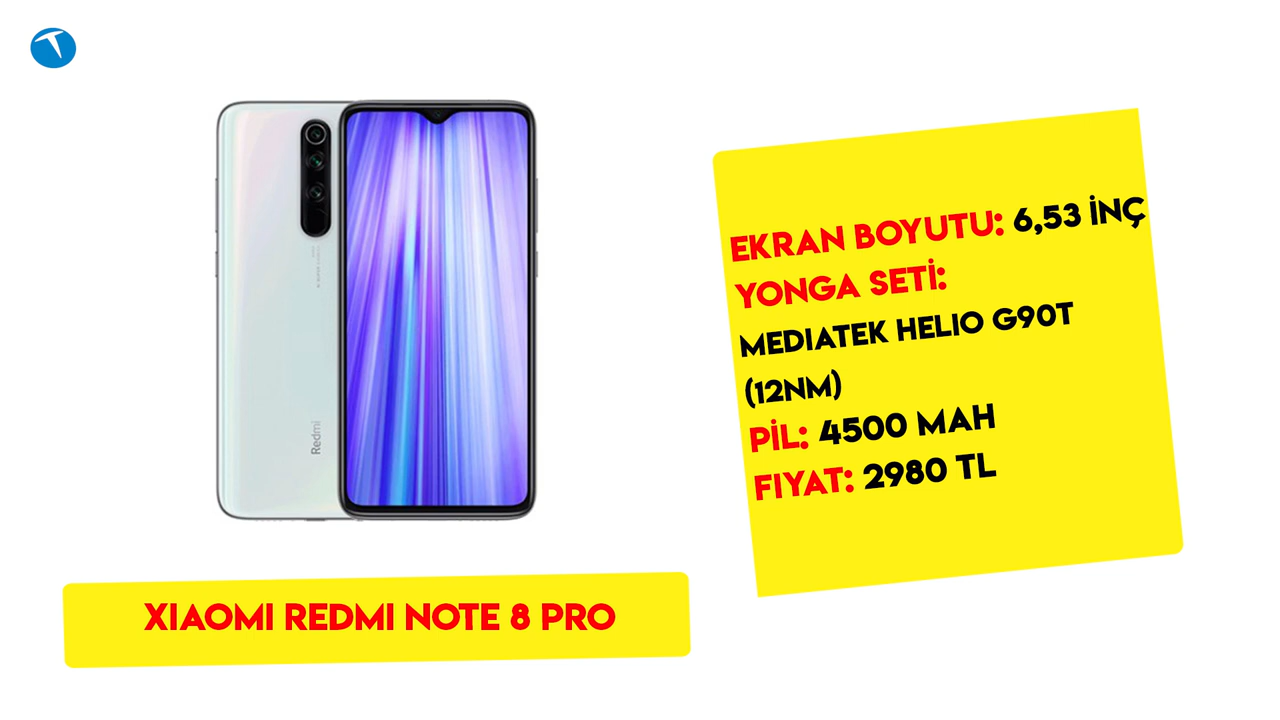 Redmi
XIAOMI REDMI NOTE 8 PRO
EKRAN BOYUTU: 6,53 İNÇ
YONGA SETİ:
MEDIATEK HELIO G90T
(12NM)
PİL: 4500 MAH
FIYAT: 2980 TL